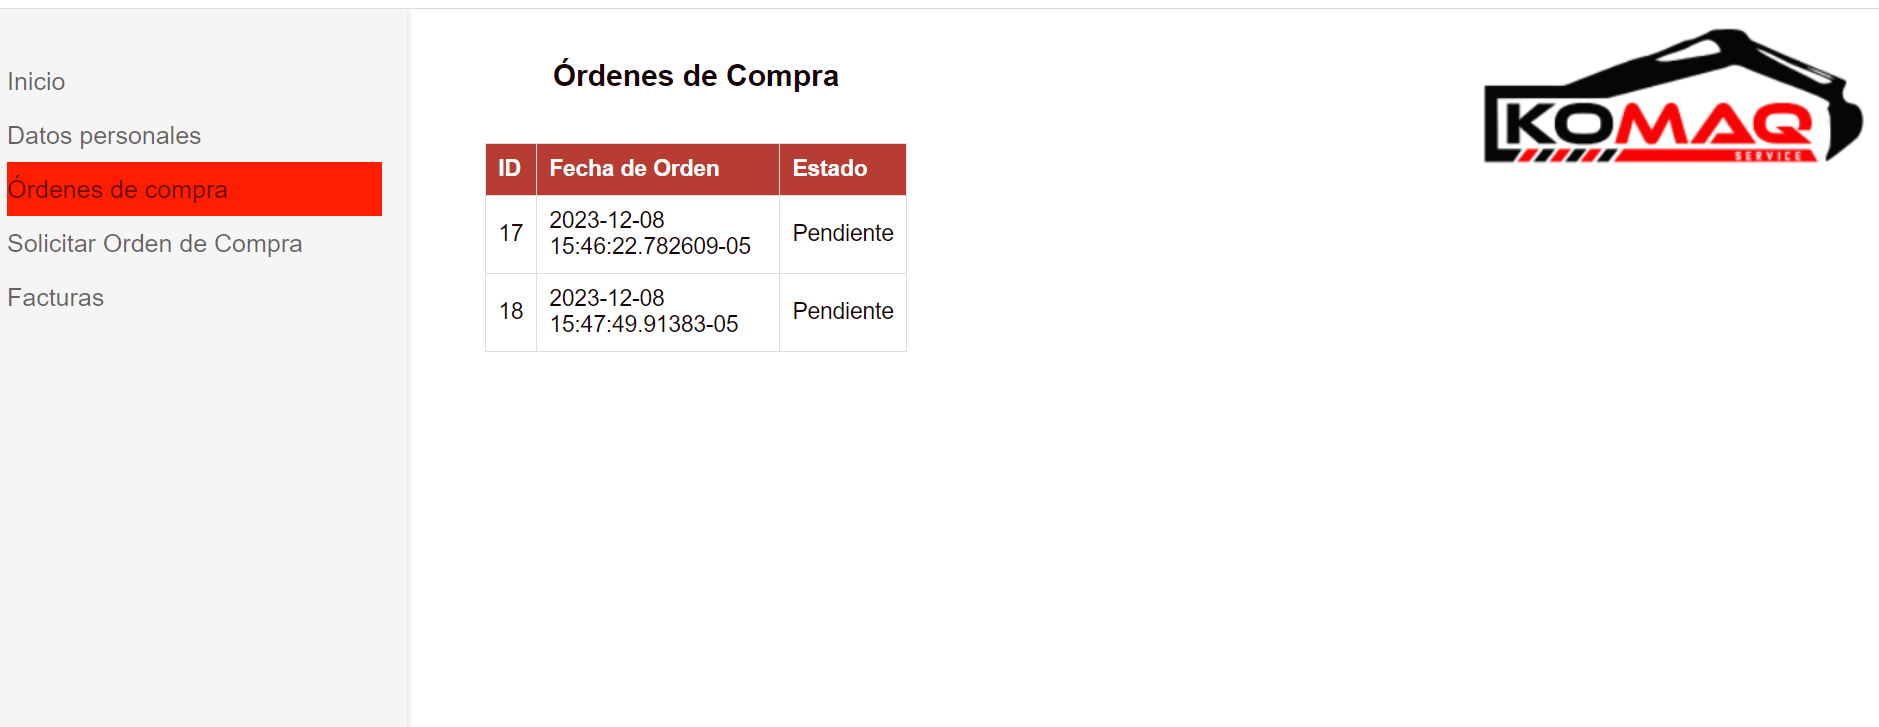 Inicio
Datos personales
Órdenes de compra
Solicitar Orden de Compra
Facturas
Órdenes de Compra
ID Fecha de Orden Estado
17 2023-12-08 15:46:22.782609-05 Pendiente
18 2023-12-08 15:47:49.91383-05 Pendiente
KOMAQ
SERVICE